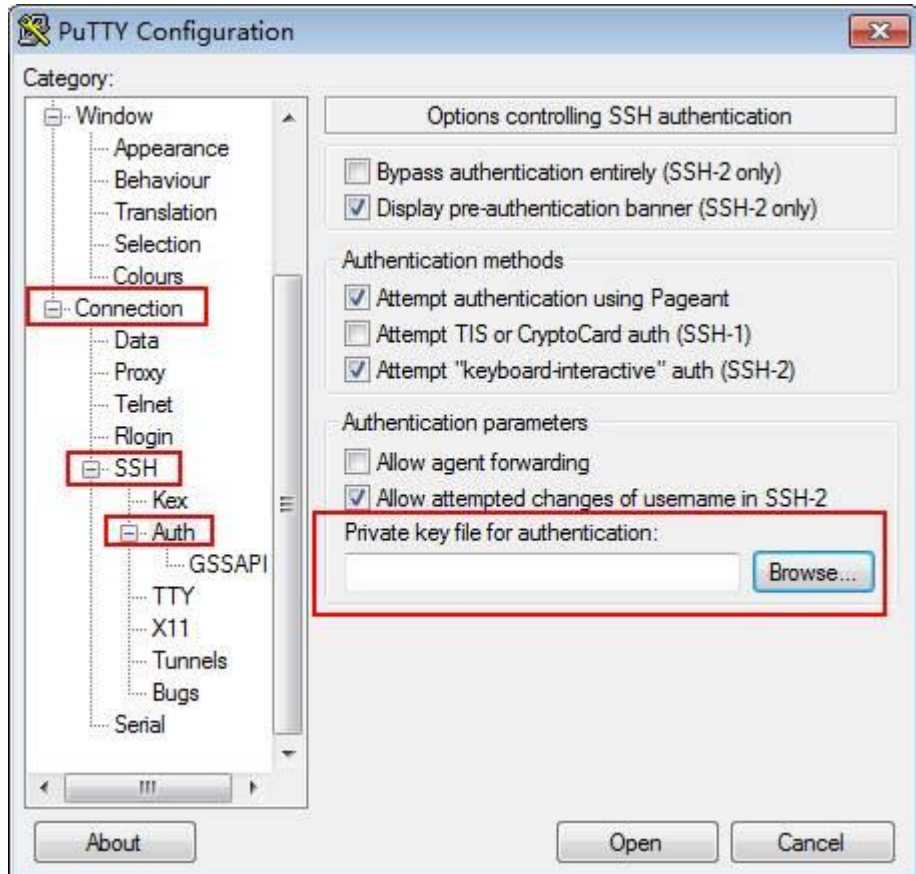 PuTTY Configuration
Category:
Window
Appearance
Behaviour
Translation
Selection
Colours
Connection
Data
Proxy
Telnet
Rlogin
SSH
Kex
Auth
GSSAPI
TTY
X11
Tunnels
Bugs
Serial
Options controlling SSH authentication
Bypass authentication entirely (SSH-2 only)
Display pre-authentication banner (SSH-2 only)
Authentication methods
Attempt authentication using Pageant
Attempt TIS or CryptoCard auth (SSH-1)
Attempt "keyboard-interactive" auth (SSH-2)
Authentication parameters
Allow agent forwarding
Allow attempted changes of username in SSH-2
Private key file for authentication:
Browse...
About
Open
Cancel